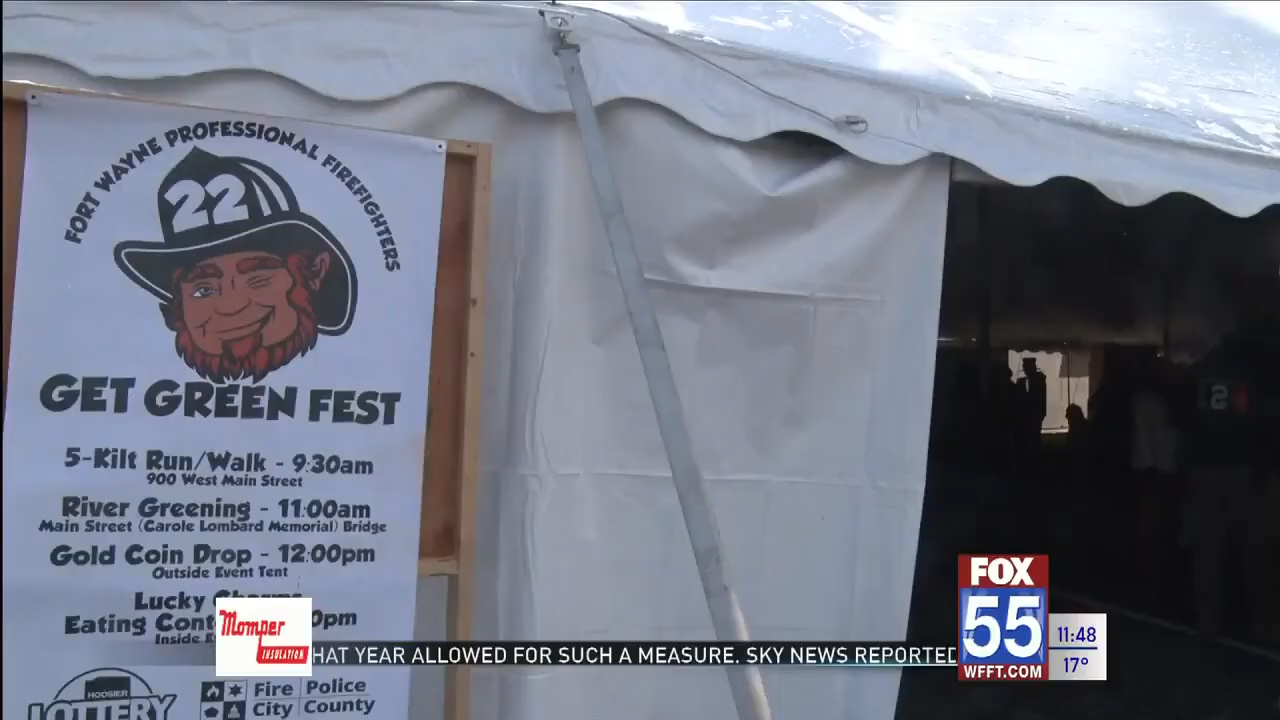 FORT WAYNE PROFESSIONAL FIREFIGHTERS
22
GET GREEN FEST
5-Kilt Run/Walk - 9:30am
900 West Main Street
River Greening - 11:00am
Main Street (Carole Lombard Memorial) Bridge
Gold Coin Drop - 12:00pm
Outside Event Tent
Lucky
Eating 0pm
Inside
HOOSIER
LOTTERY
Fire Police
City County
Momper
INSULATION
HAT YEAR ALLOWED FOR SUCH A MEASURE. SKY NEWS REPORTED
FOX
55
WFFT.COM
11:48
17°
2